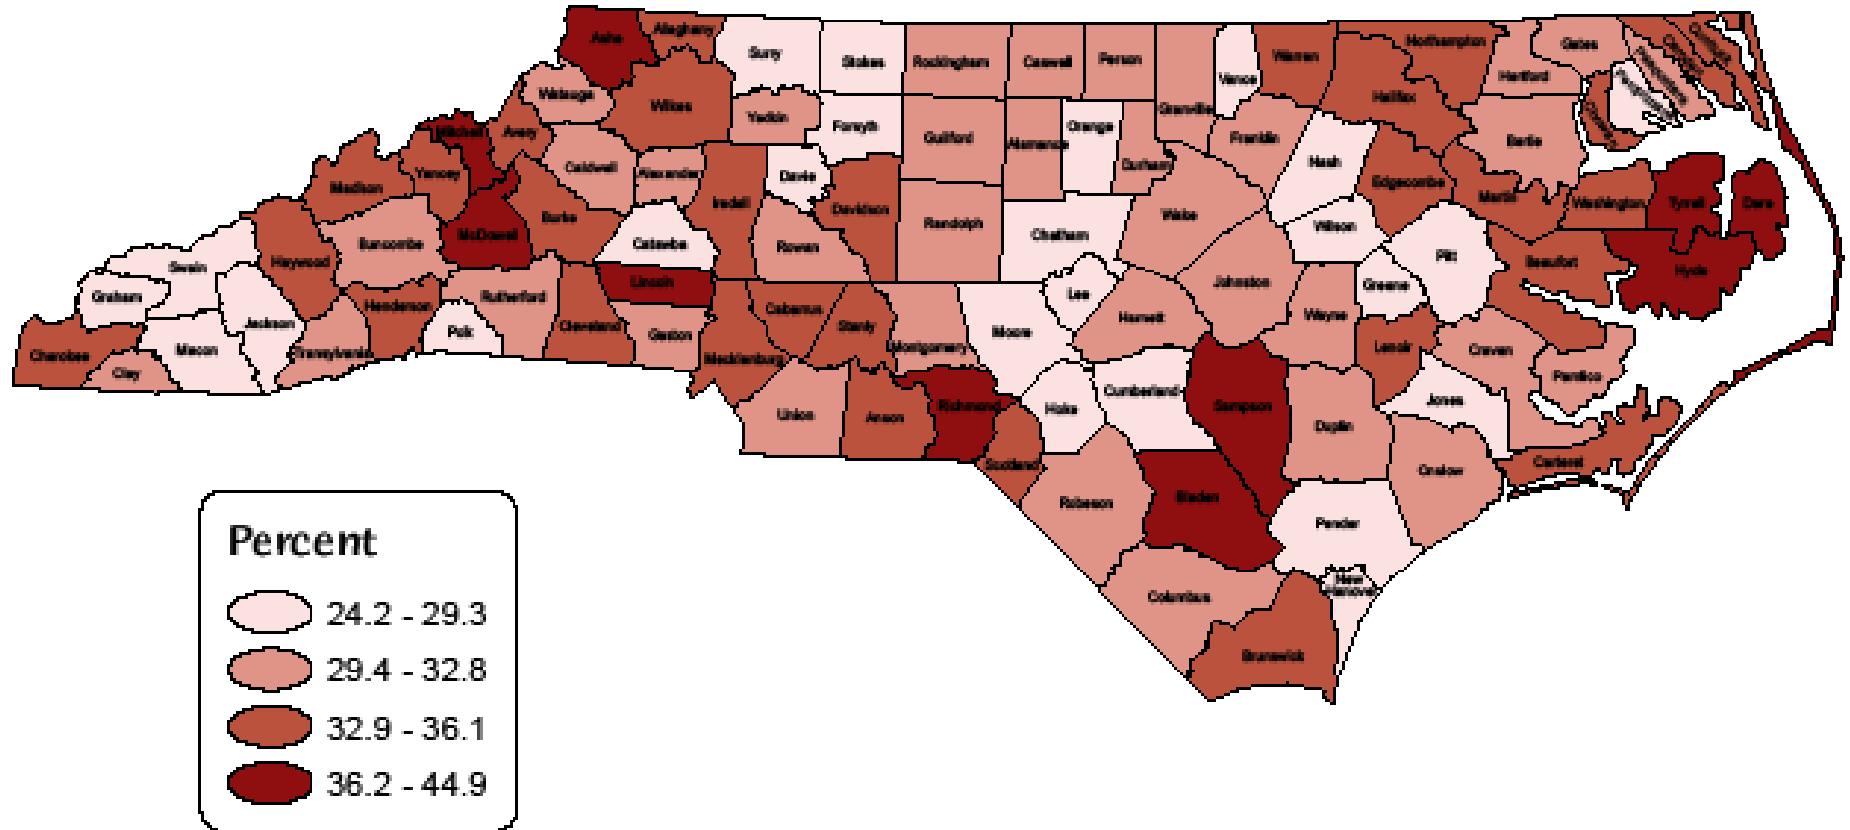 Ashe
Alleghany
Surry
Stokes
Rockingham
Caswell
Person
Granville
Vance
Warren
Northampton
Halifax
Hertford
Gates
Watauga
Wilkes
Yadkin
Forsyth
Guilford
Alamance
Orange
Durham
Franklin
Nash
Bertie
Mitchell
Avery
Caldwell
Alexander
Iredell
Davie
Davidson
Randolph
Chatham
Wake
Edgecombe
Martin
Washington
Tyrrell
Dare
Madison
Yancey
McDowell
Burke
Catawba
Rowan
Johnston
Wilson
Pitt
Beaufort
Hyde
Swain
Haywood
Buncombe
Rutherford
Lincoln
Cabarrus
Stanly
Montgomery
Moore
Lee
Harnett
Wayne
Greene
Graham
Jackson
Henderson
Polk
Cleveland
Gaston
Mecklenburg
Lenoir
Craven
Pamlico
Cherokee
Clay
Macon
Transylvania
Union
Anson
Richmond
Hoke
Cumberland
Sampson
Duplin
Jones
Onslow
Carteret
Scotland
Robeson
Bladen
Pender
New
Hanover
Columbus
Brunswick
Percent
24.2 - 29.3
29.4 - 32.8
32.9 - 36.1
36.2 - 44.9